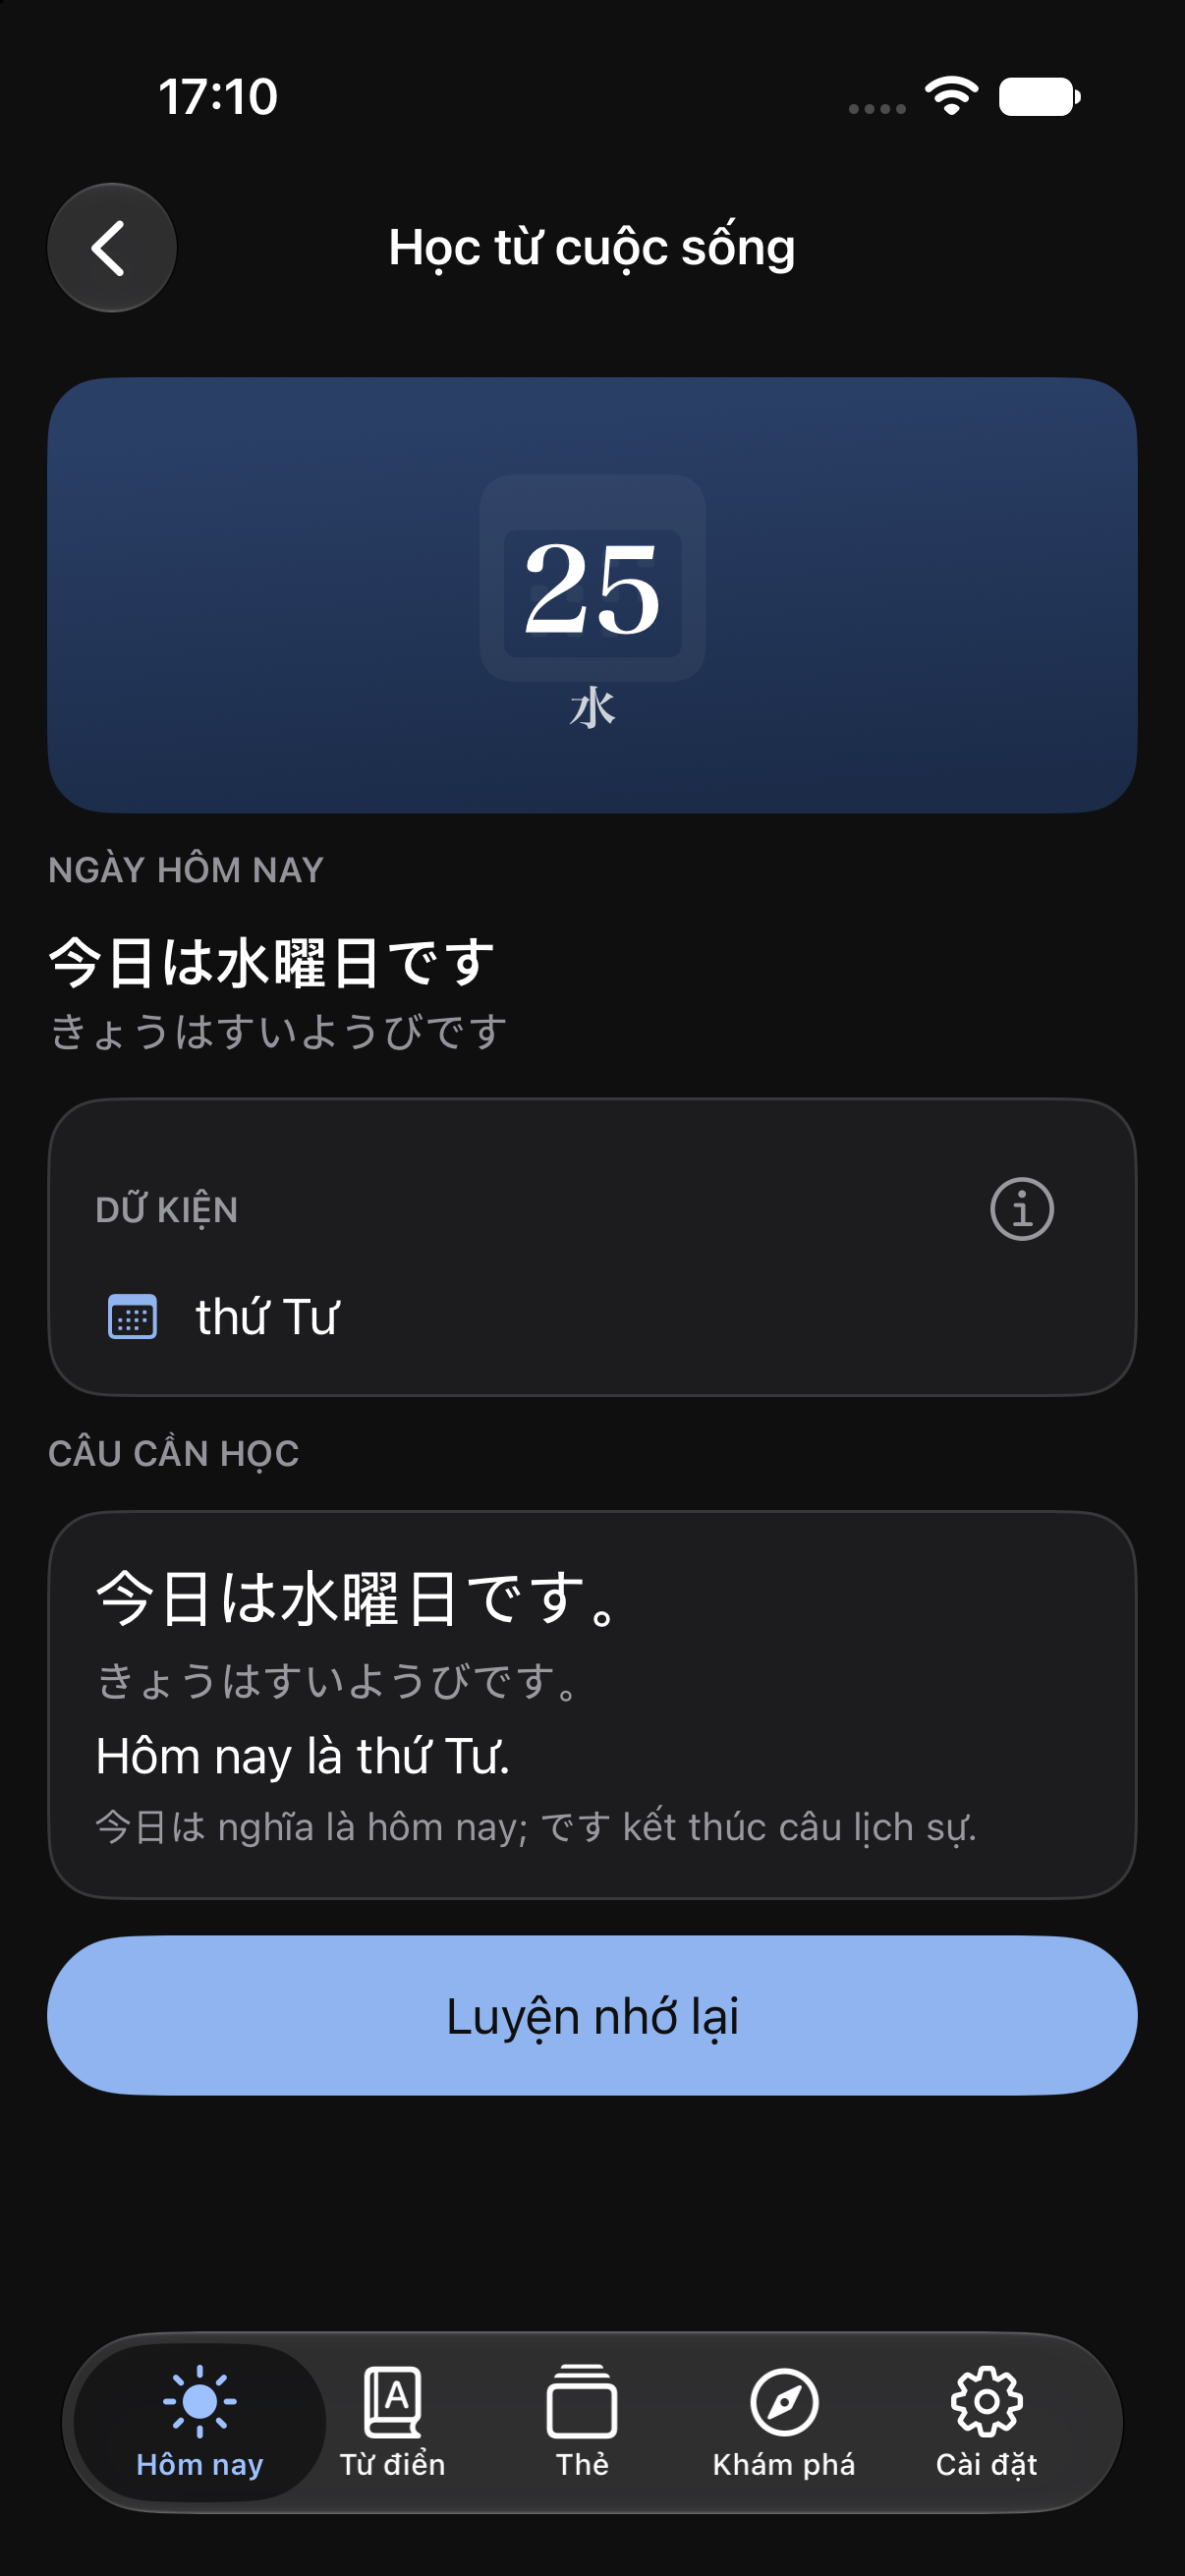 17:10
Học từ cuộc sống
25
水
NGÀY HÔM NAY
今日は水曜日です
きょうはすいようびです
DỮ KIỆN
thứ Tư
CÂU CẦN HỌC
今日は水曜日です。
きょうはすいようびです。
Hôm nay là thứ Tư.
今日は nghĩa là hôm nay; です kết thúc câu lịch sự.
Luyện nhớ lại
Hôm nay
Từ điển
Thẻ
Khám phá
Cài đặt